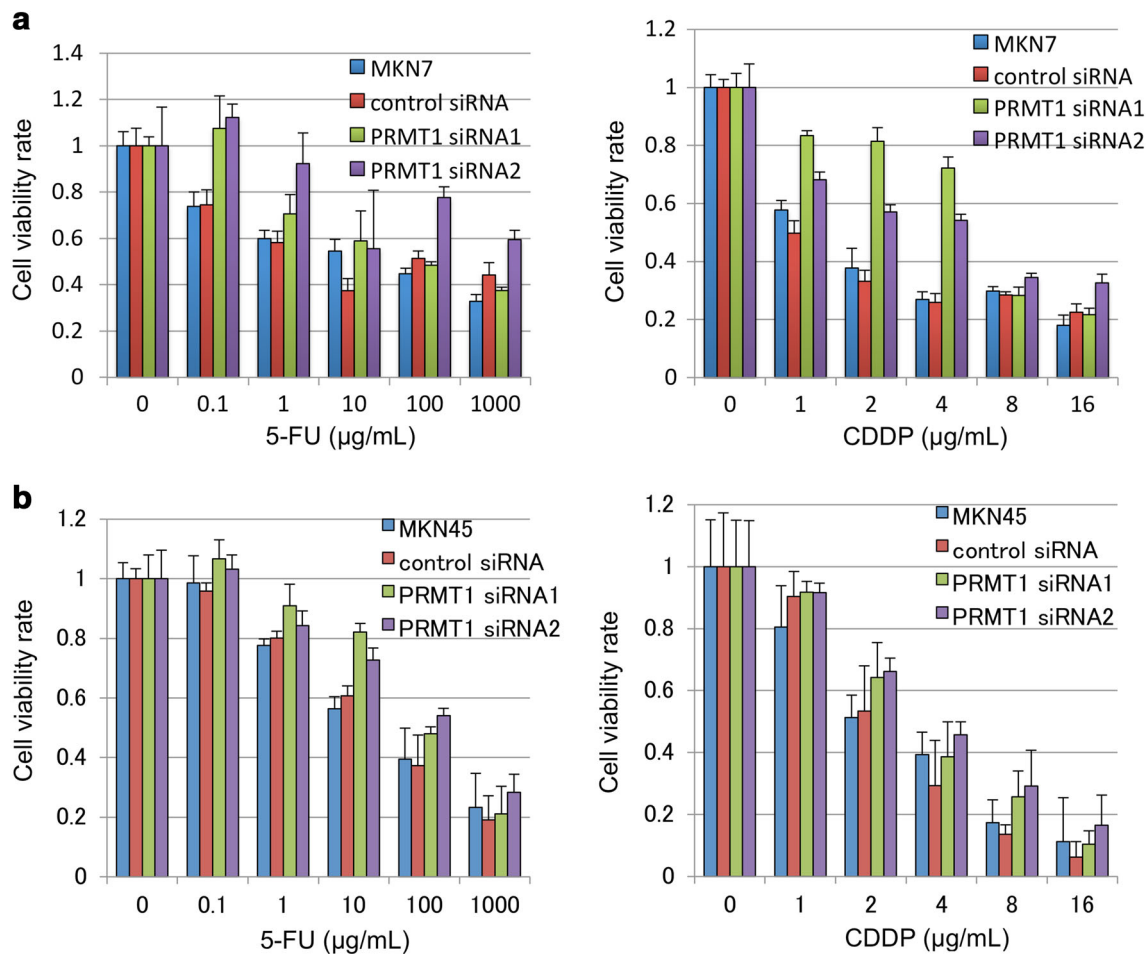 a
1.4
1.2
1
0.8
0.6
0.4
0.2
0
Cell viability rate
MKN7
control siRNA
PRMT1 siRNA1
PRMT1 siRNA2
0 0.1 1 10 100 1000
5-FU (µg/mL)
1.2
1
0.8
0.6
0.4
0.2
0
Cell viability rate
MKN7
control siRNA
PRMT1 siRNA1
PRMT1 siRNA2
0 1 2 4 8 16
CDDP (µg/mL)
b
1.2
1
0.8
0.6
0.4
0.2
0
Cell viability rate
MKN45
control siRNA
PRMT1 siRNA1
PRMT1 siRNA2
0 0.1 1 10 100 1000
5-FU (µg/mL)
1.2
1
0.8
0.6
0.4
0.2
0
Cell viability rate
MKN45
control siRNA
PRMT1 siRNA1
PRMT1 siRNA2
0 1 2 4 8 16
CDDP (µg/mL)